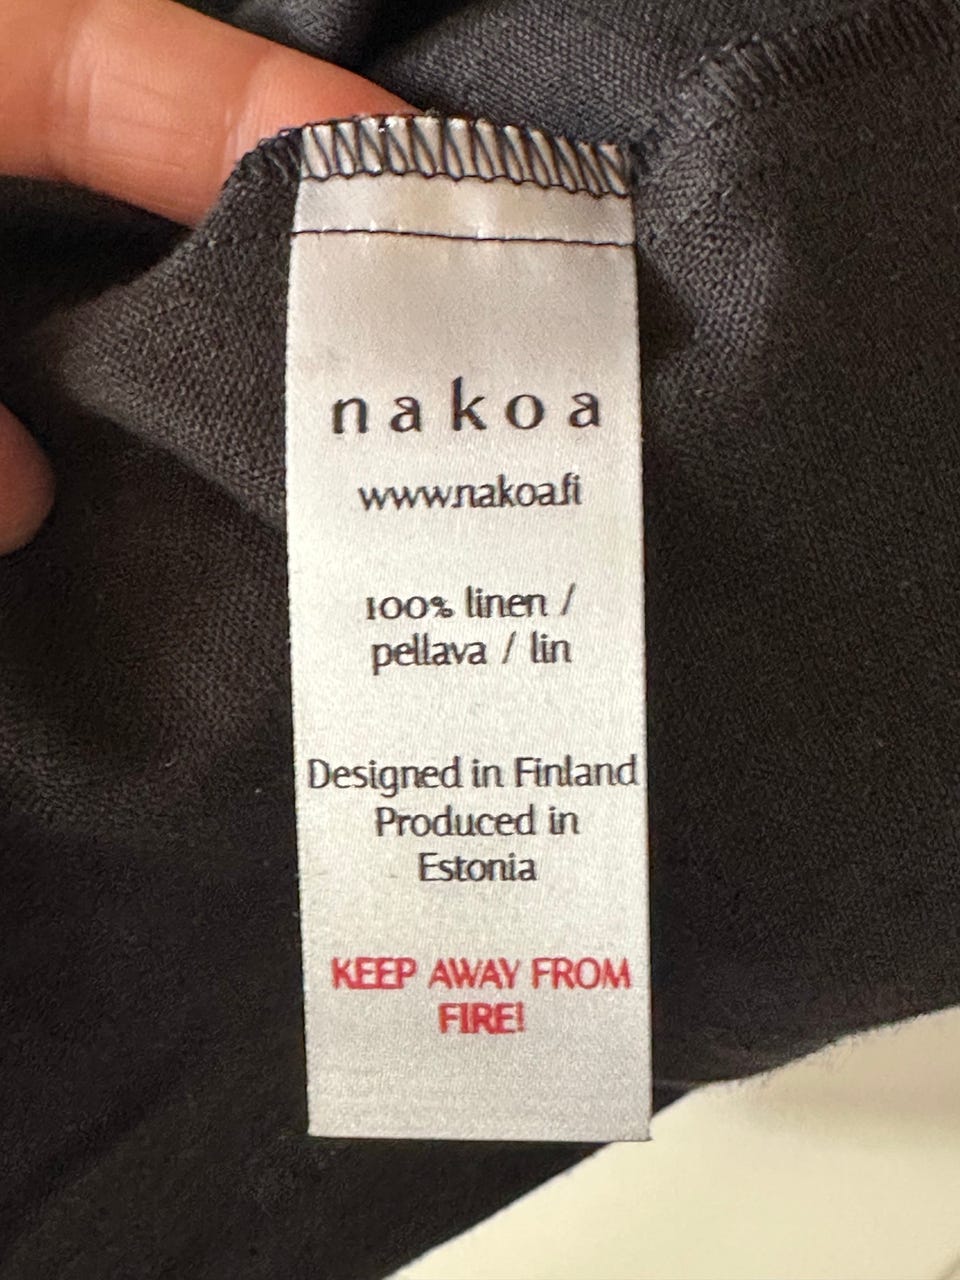 nakoa
www.nakoa.fi
100% linen /
pellava / lin
Designed in Finland
Produced in
Estonia
KEEP AWAY FROM
FIRE!